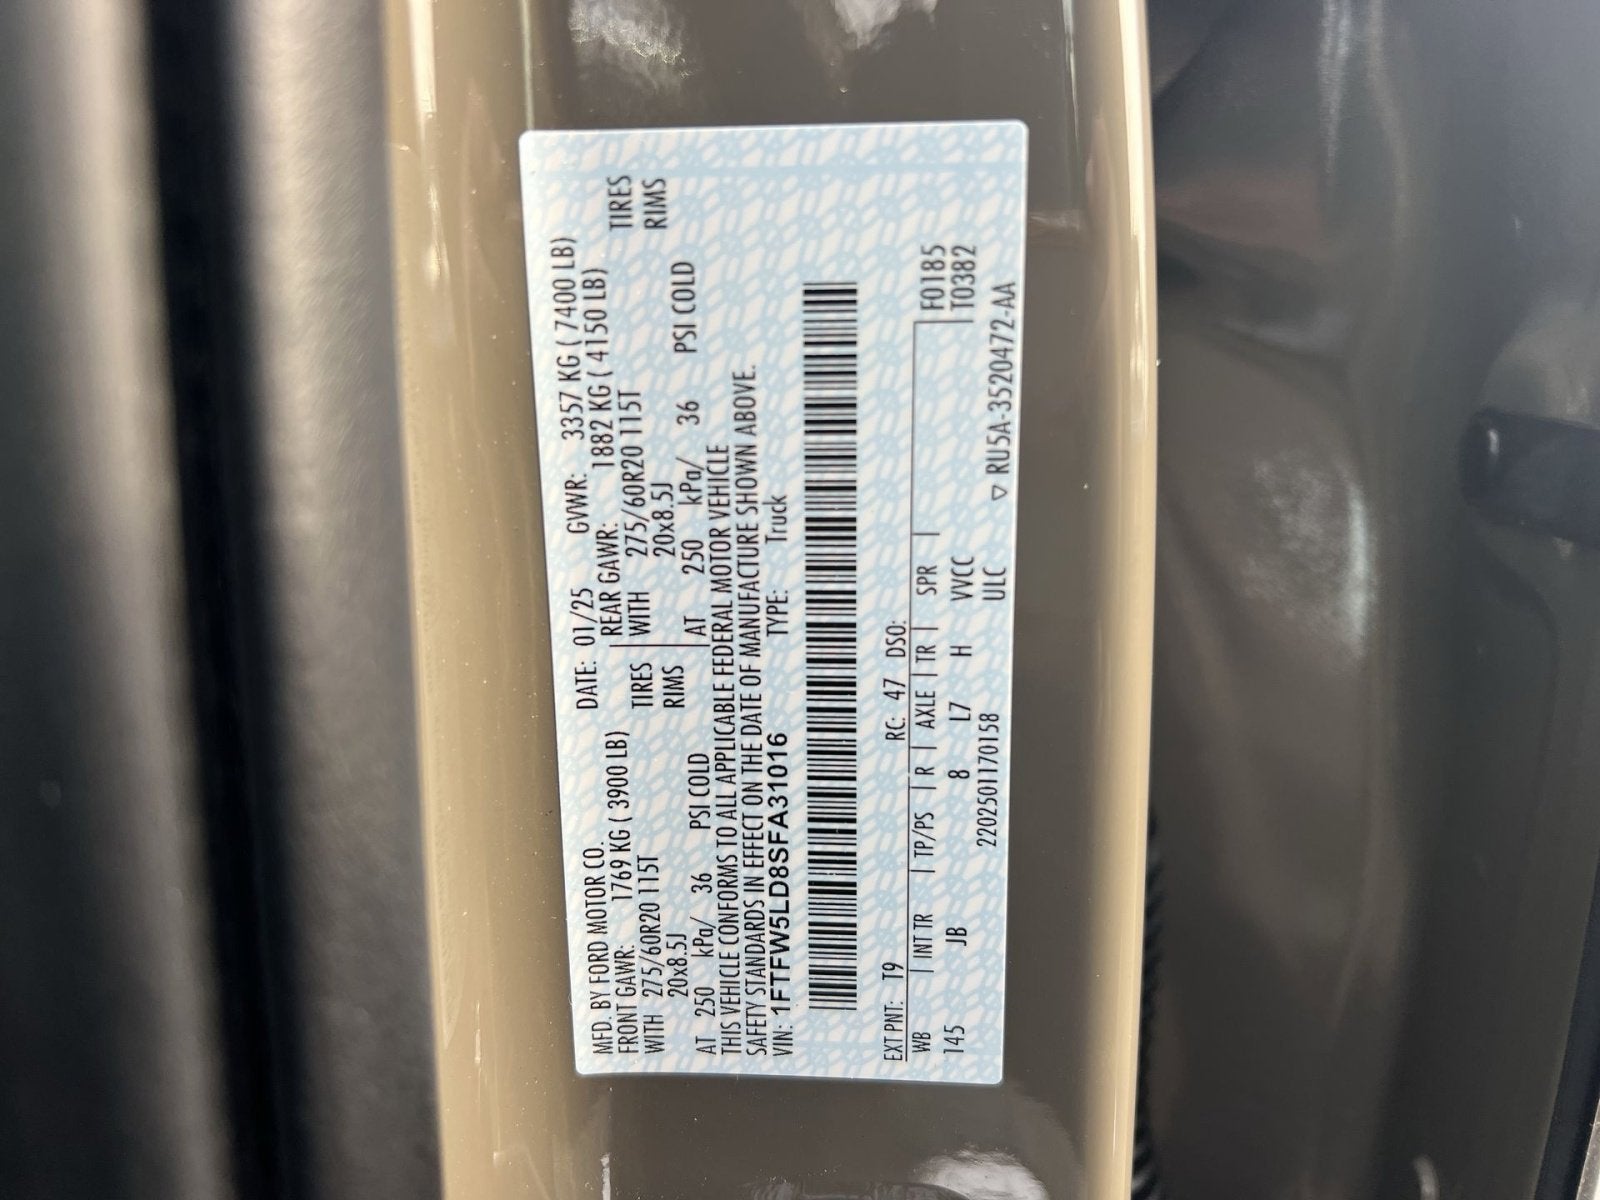 MFD. BY FORD MOTOR CO. DATE: 01/25 GVWR: 3357 KG ( 7400 LB)
FRONT GAWR: 1769 KG ( 3900 LB) REAR GAWR: 1882 KG ( 4150 LB)
WITH 275/60R20 115T TIRES WITH 275/60R20 115T TIRES
20x8.5J RIMS 20x8.5J RIMS
AT 250 kPa/ 36 PSI COLD AT 250 kPa/ 36 PSI COLD
THIS VEHICLE CONFORMS TO ALL APPLICABLE FEDERAL MOTOR VEHICLE
SAFETY STANDARDS IN EFFECT ON THE DATE OF MANUFACTURE SHOWN ABOVE.
VIN: 1FTFW5LD8SFA31016 TYPE: Truck
EXT PNT: T9 RC: 47 DSO:
WB | INT TR | TP/PS | R | AXLE | TR | SPR | F0185
145 JB 8 L7 H VVCC T0382
2202501170158 ULC ▽ RU5A-3520472-AA